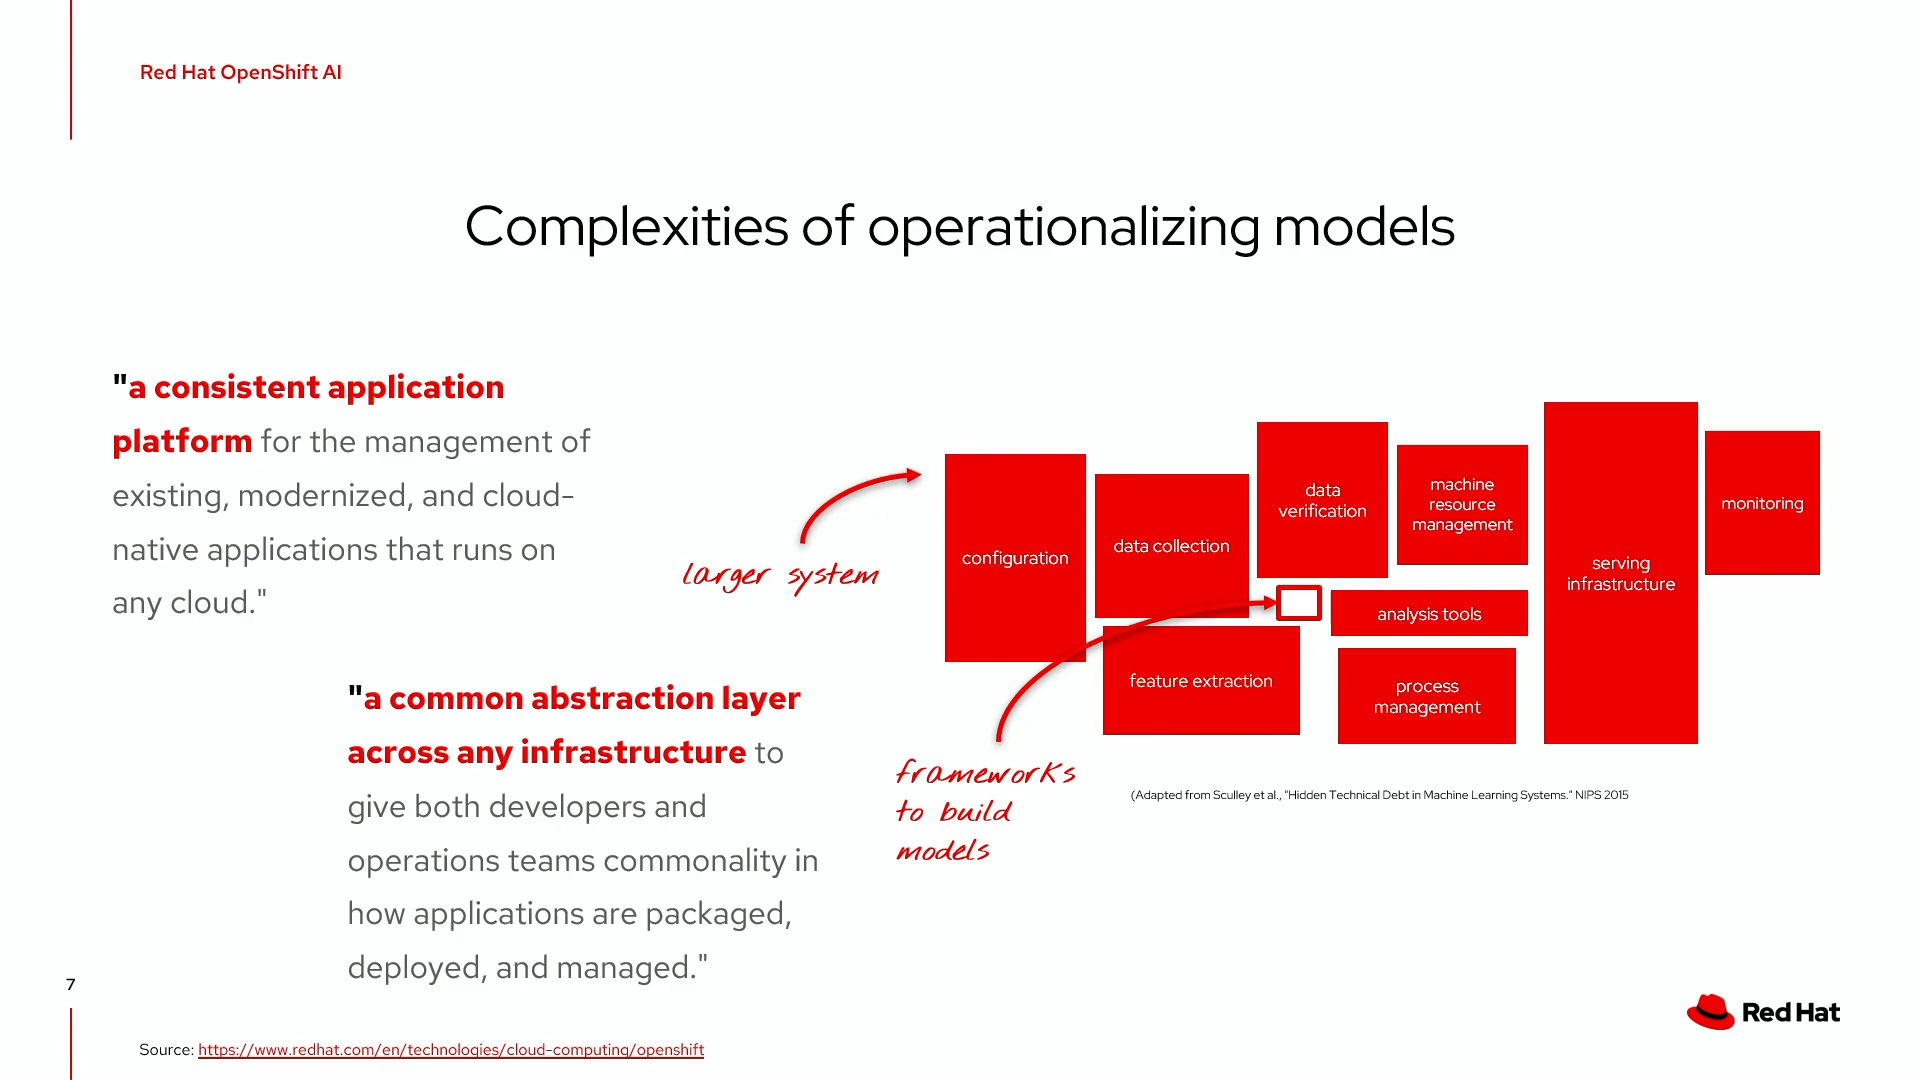 Red Hat OpenShift AI
Complexities of operationalizing models
"a consistent application
platform for the management of
existing, modernized, and cloud-
native applications that runs on
any cloud."
"a common abstraction layer
across any infrastructure to
give both developers and
operations teams commonality in
how applications are packaged,
deployed, and managed."
larger system
configuration
data collection
data
verification
machine
resource
management
serving
infrastructure
monitoring
analysis tools
feature extraction
process
management
frameworks
to build
models
(Adapted from Sculley et al., "Hidden Technical Debt in Machine Learning Systems." NIPS 2015
7
Source: https://www.redhat.com/en/technologies/cloud-computing/openshift
Red Hat